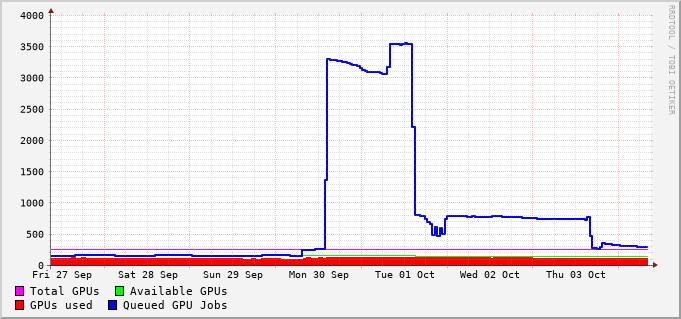 4000
3500
3000
2500
2000
1500
1000
500
0
Fri 27 Sep Sat 28 Sep Sun 29 Sep Mon 30 Sep Tue 01 Oct Wed 02 Oct Thu 03 Oct
Total GPUs Available GPUs
GPUs used Queued GPU Jobs
RRDTOOL / TOBI OETIKER